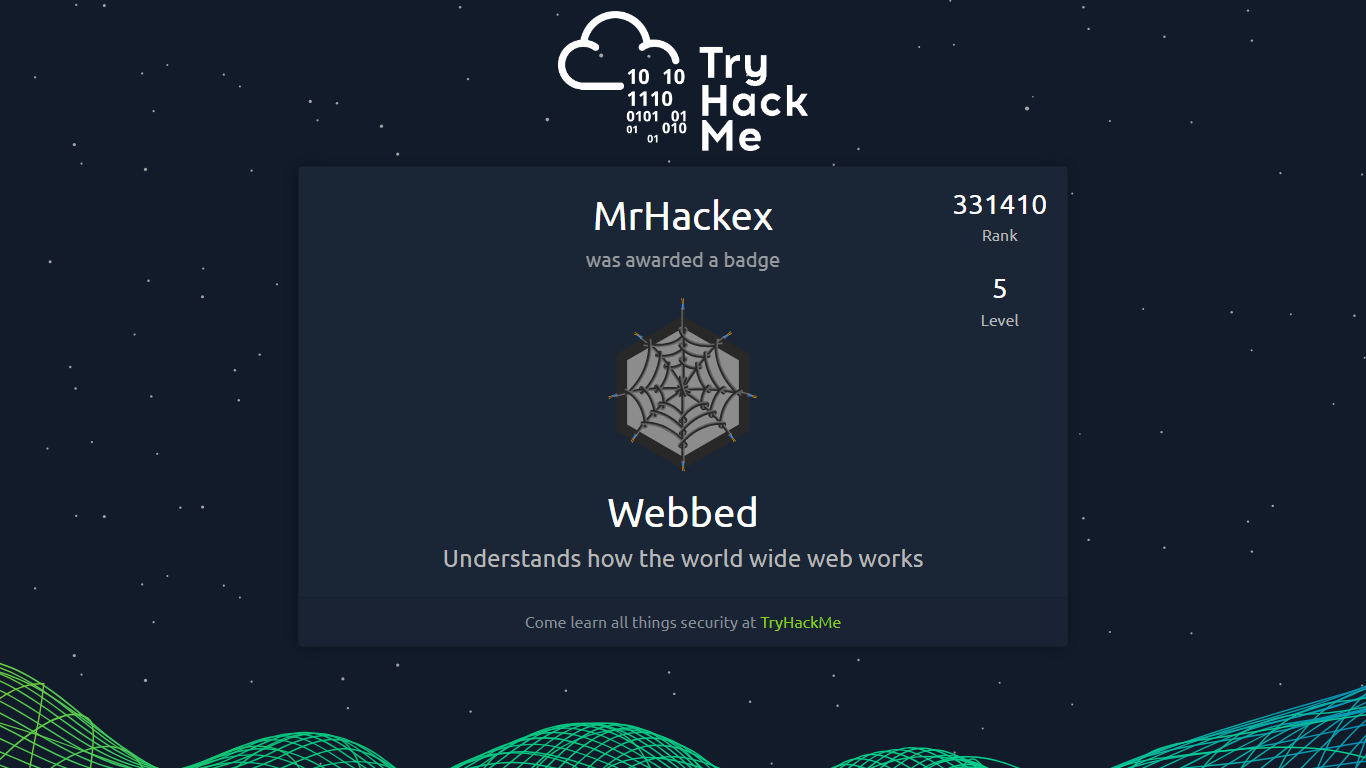 10 10
1110
0101 01
01 010
01
Try
Hack
Me
MrHackex
was awarded a badge
331410
Rank
5
Level
Webbed
Understands how the world wide web works
Come learn all things security at TryHackMe